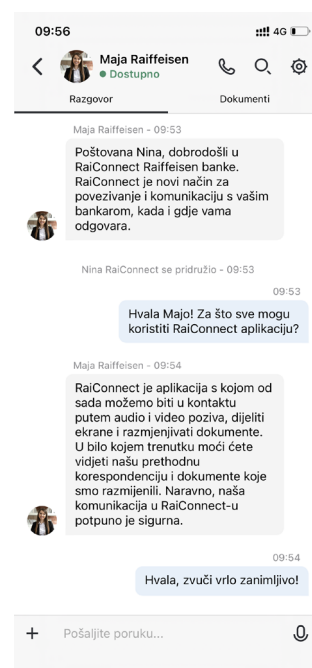 09:56
4G
Maja Raiffeisen
Dostupno
Razgovor
Dokumenti
Maja Raiffeisen - 09:53
Poštovana Nina, dobrodošli u
RaiConnect Raiffeisen banke.
RaiConnect je novi način za
povezivanje i komunikaciju s vašim
bankarom, kada i gdje vama
odgovara.
Nina RaiConnect se pridružio - 09:53
09:53
Hvala Majo! Za što sve mogu
koristiti RaiConnect aplikaciju?
Maja Raiffeisen - 09:54
RaiConnect je aplikacija s kojom od
sada možemo biti u kontaktu
putem audio i video poziva, dijeliti
ekrane i razmjenjivati dokumente.
U bilo kojem trenutku moći ćete
vidjeti našu prethodnu
korespondenciju i dokumente koje
smo razmijenili. Naravno, naša
komunikacija u RaiConnect-u
potpuno je sigurna.
09:54
Hvala, zvuči vrlo zanimljivo!
Pošaljite poruku...